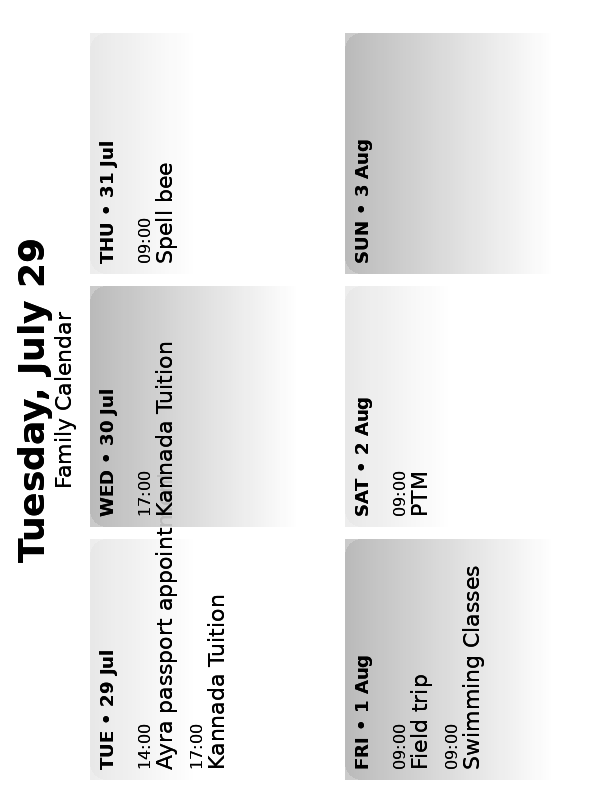 Tuesday, July 29
Family Calendar
TUE • 29 Jul
14:00
Ayra passport appoint
17:00
Kannada Tuition
WED • 30 Jul
17:00
Kannada Tuition
THU • 31 Jul
09:00
Spell bee
FRI • 1 Aug
09:00
Field trip
09:00
Swimming Classes
SAT • 2 Aug
09:00
PTM
SUN • 3 Aug